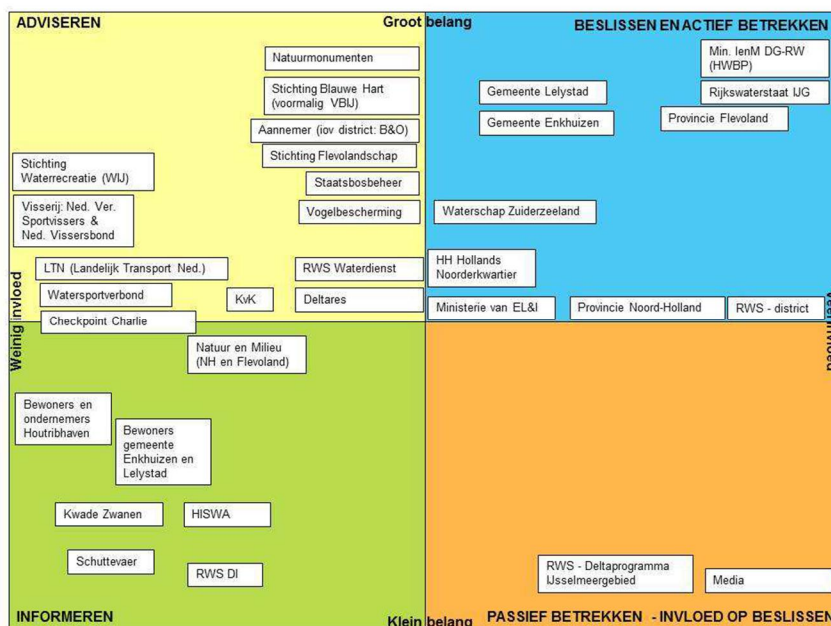 ADVISEREN
Groot belang
BESLISSEN EN ACTIEF BETREKKEN
Natuurmonumenten
Stichting Blauwe Hart
(voormalig VBIJ)
Aannemer (iov district: B&O)
Stichting Flevolandschap
Staatsbosbeheer
Vogelbescherming
Stichting
Waterrecreatie (WIJ)
Visserij: Ned. Ver.
Sportvissers &
Ned. Vissersbond
LTN (Landelijk Transport Ned.)
RWS Waterdienst
Watersportverbond
KvK
Deltares
Checkpoint Charlie
Min. IenM DG-RW
(HWBP)
Gemeente Lelystad
Rijkswaterstaat IJG
Gemeente Enkhuizen
Provincie Flevoland
Waterschap Zuiderzeeland
HH Hollands
Noorderkwartier
Ministerie van EL&I
Provincie Noord-Holland
RWS - district
Weinig invloed
Veel invloed
Natuur en Milieu
(NH en Flevoland)
Bewoners en
ondernemers
Houtribhaven
Bewoners
gemeente
Enkhuizen en
Lelystad
Kwade Zwanen
HISWA
Schuttevaer
RWS DI
RWS - Deltaprogramma
IJsselmeergebied
Media
INFORMEREN
Klein belang
PASSIEF BETREKKEN - INVLOED OP BESLISSEN